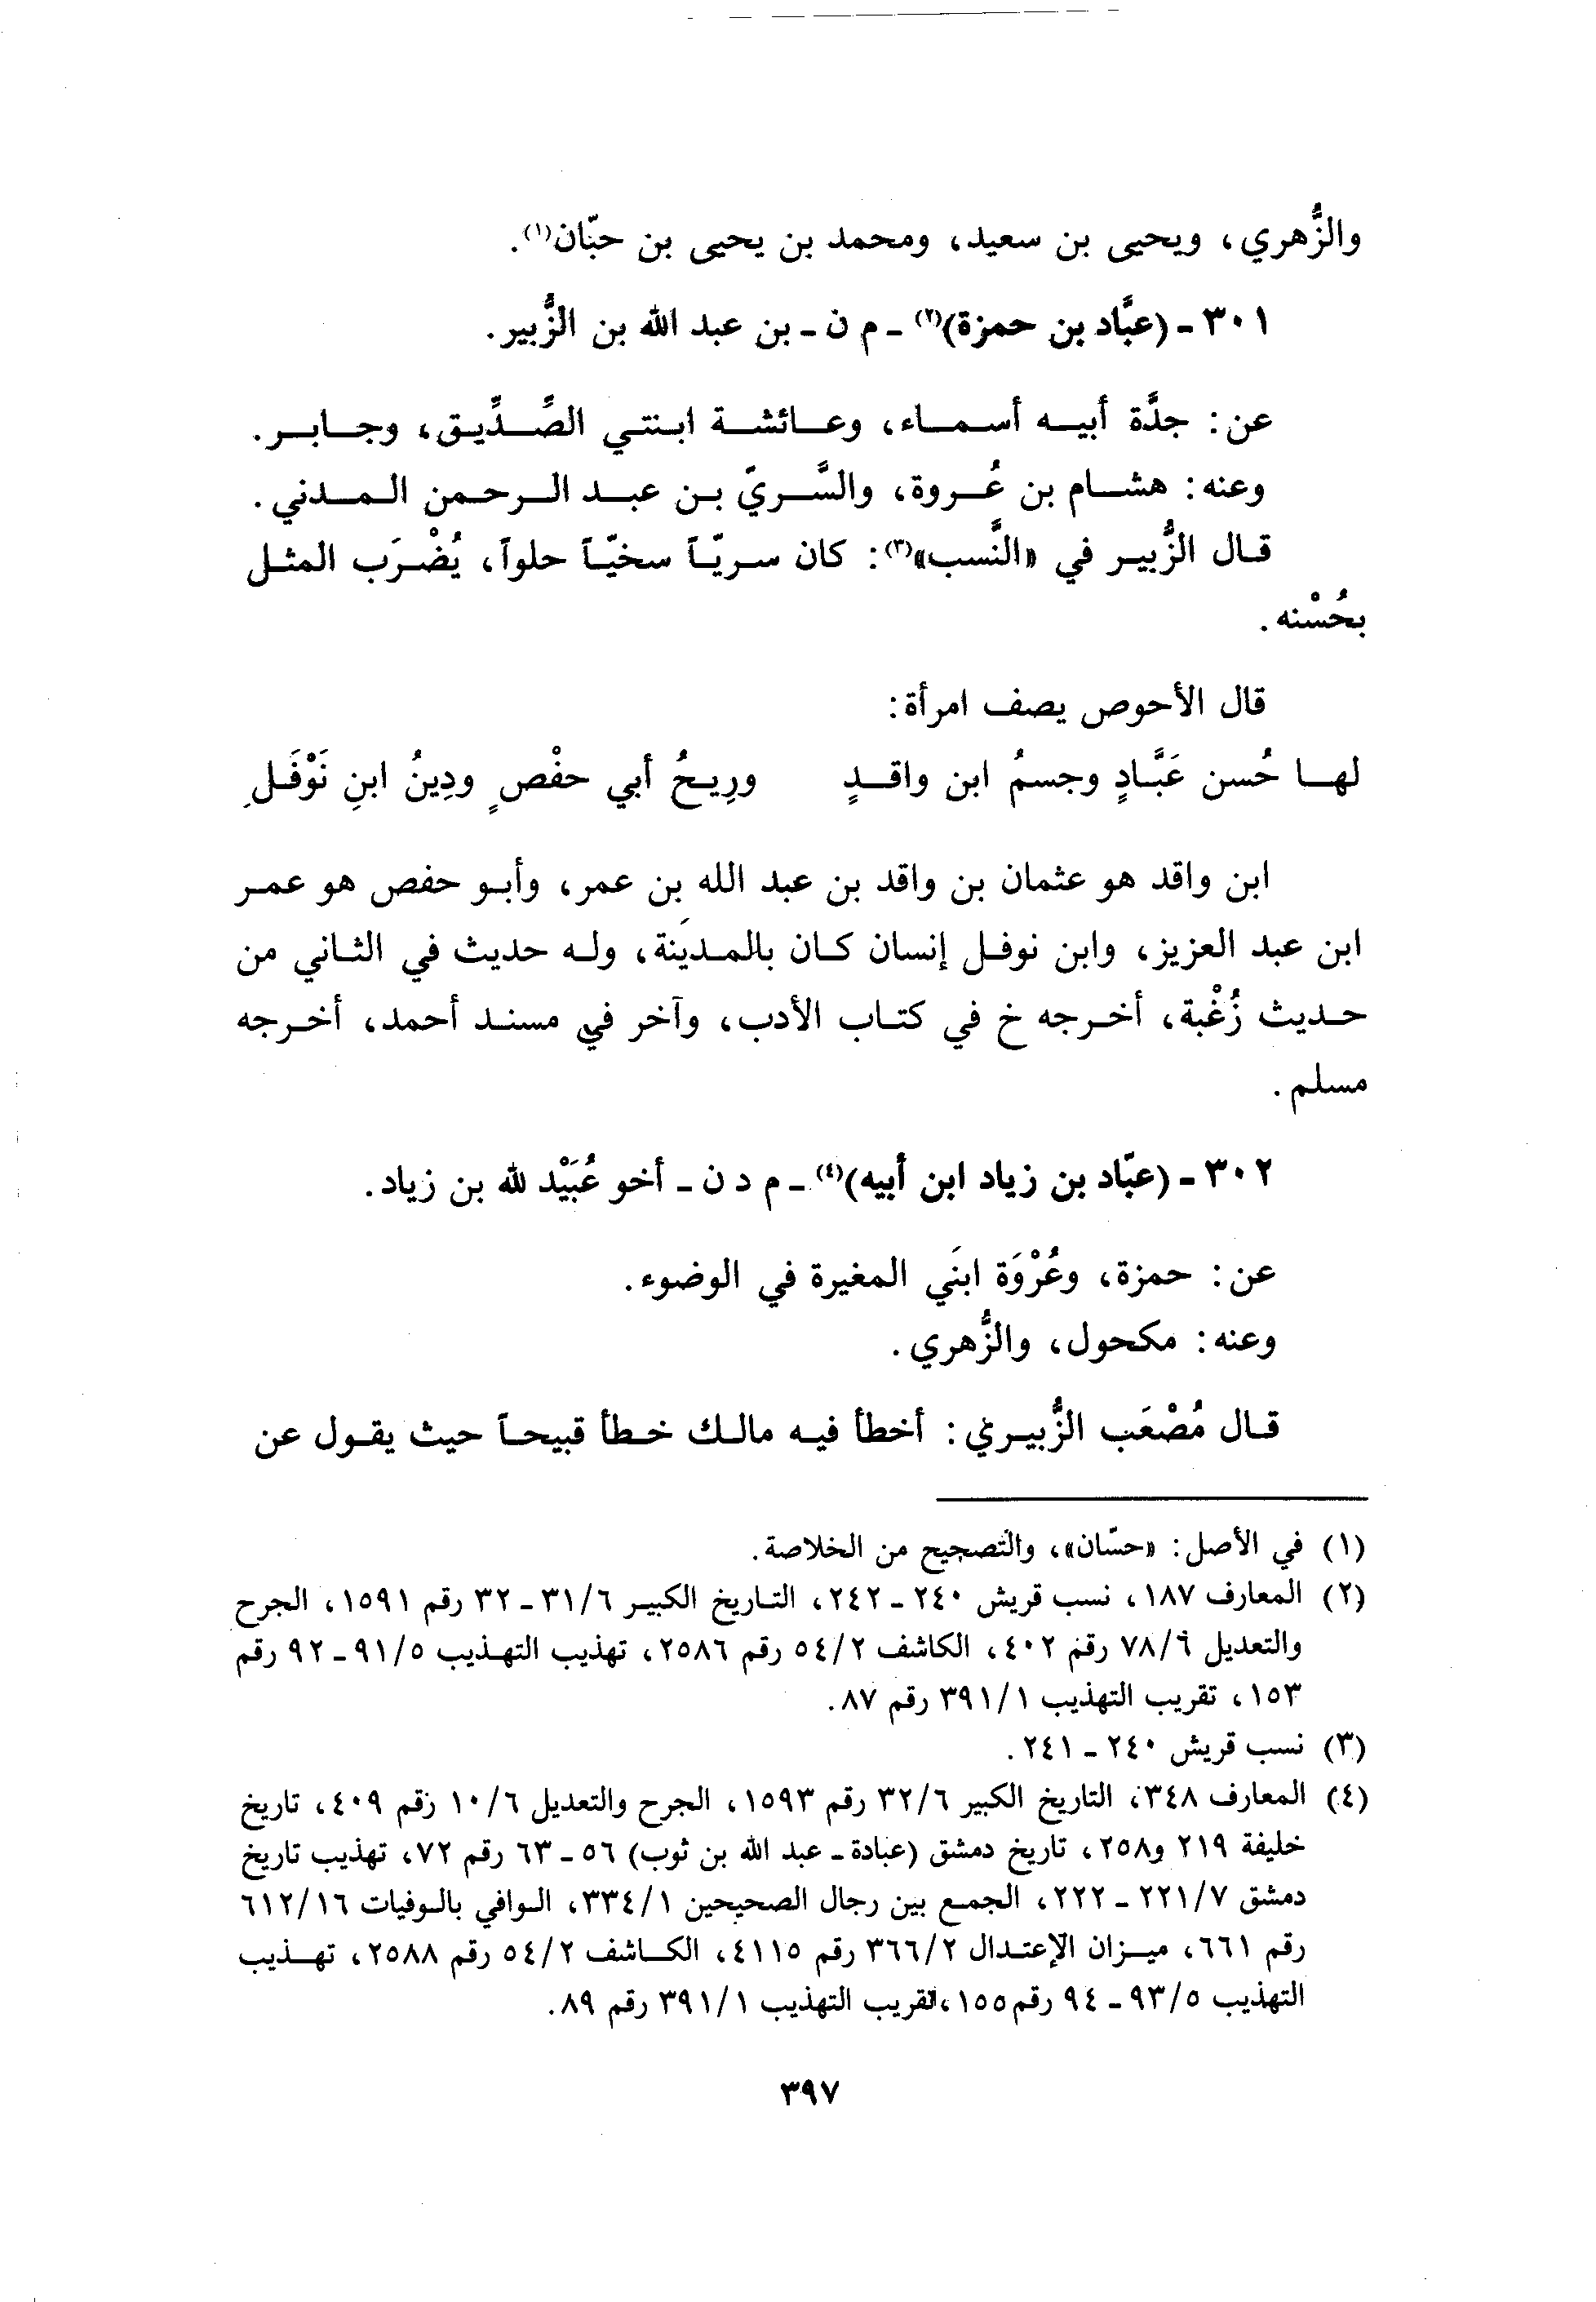 والزُّهري، ويحيى بن سعيد، ومحمد بن يحيى بن حبّان(١).
٣٠١ - (عبَّاد بن حمزة)(٢) - م ن - بن عبد الله بن الزُّبير.
عن: جدَّة أبيه أسماء، وعائشة ابنتي الصِّدِّيق، وجابر.
وعنه: هشام بن عُروة، والسَّريّ بن عبد الرحمن المدني.
قال الزُّبير في «النَّسب»(٣): كان سريّاً سخيّاً حلواً، يُضْرَب المثل
بحُسْنه.
قال الأحوص يصف امرأة:
لها حُسن عَبَّادٍ وجسمُ ابن واقدٍ ورِيحُ أبي حفْصٍ ودِينُ ابنِ نَوْفَلِ
ابن واقد هو عثمان بن واقد بن عبد الله بن عمر، وأبو حفص هو عمر
ابن عبد العزيز، وابن نوفل إنسان كان بالمدينة، وله حديث في الثاني من
حديث زُغْبة، أخرجه خ في كتاب الأدب، وآخر في مسند أحمد، أخرجه
مسلم.
٣٠٢ - (عبّاد بن زياد ابن أبيه)(٤) - م د ن - أخو عُبَيْد لله بن زياد.
عن: حمزة، وعُرْوَة ابنَي المغيرة في الوضوء.
وعنه: مكحول، والزُّهري.
قال مُصْعَب الزُّبيري: أخطأ فيه مالك خطأ قبيحاً حيث يقول عن
(١) في الأصل: «حسّان»، والتصحيح من الخلاصة.
(٢) المعارف ١٨٧، نسب قريش ٢٤٠ - ٢٤٢، التاريخ الكبير ٣١/٦ - ٣٢ رقم ١٥٩١، الجرح
والتعديل ٧٨/٦ رقم ٤٠٢، الكاشف ٥٤/٢ رقم ٢٥٨٦، تهذيب التهذيب ٩١/٥ - ٩٢ رقم
١٥٣، تقريب التهذيب ٣٩١/١ رقم ٨٧.
(٣) نسب قريش ٢٤٠ - ٢٤١.
(٤) المعارف ٣٤٨، التاريخ الكبير ٣٢/٦ رقم ١٥٩٣، الجرح والتعديل ١٠/٦ رقم ٤٠٩، تاريخ
خليفة ٢١٩ و٢٥٨، تاريخ دمشق (عبادة - عبد الله بن ثوب) ٥٦ - ٦٣ رقم ٧٢، تهذيب تاريخ
دمشق ٢٢١/٧ - ٢٢٢، الجمع بين رجال الصحيحين ٣٣٤/١، الوافي بالوفيات ٦١٢/١٦
رقم ٦٦١، ميزان الإعتدال ٣٦٦/٢ رقم ٤١١٥، الكاشف ٥٤/٢ رقم ٢٥٨٨، تهذيب
التهذيب ٩٣/٥ - ٩٤ رقم ١٥٥، تقريب التهذيب ٣٩١/١ رقم ٨٩.
٣٩٧